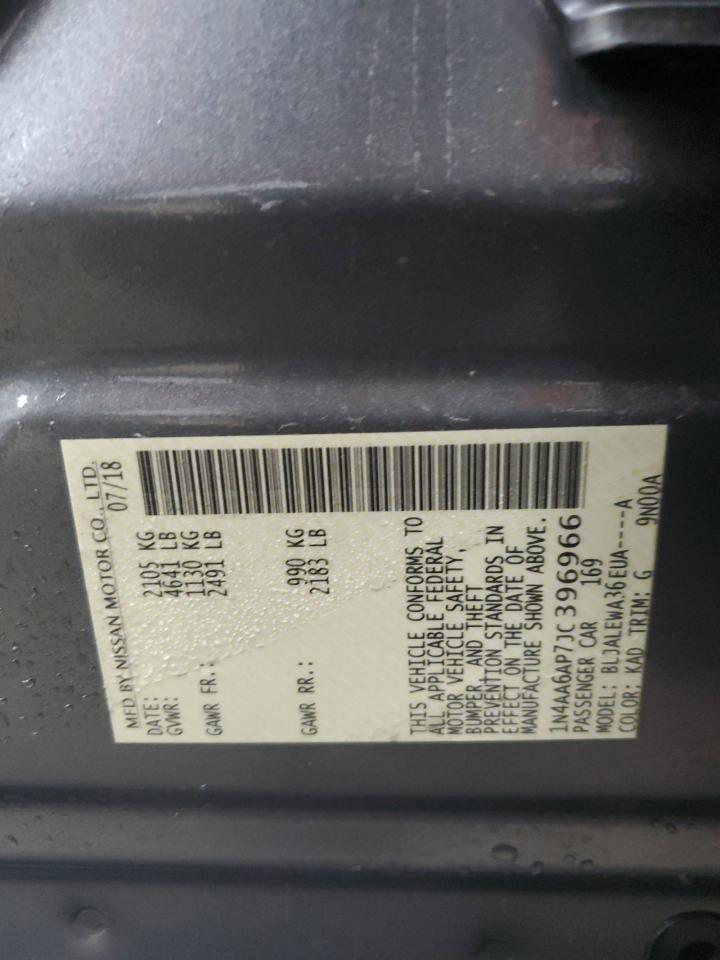 MFD BY NISSAN MOTOR CO., LTD.
DATE: 07/18
GVWR: 2105 KG
4641 LB
GAWR FR.: 1130 KG
2491 LB
GAWR RR.: 990 KG
2183 LB
THIS VEHICLE CONFORMS TO
ALL APPLICABLE FEDERAL
MOTOR VEHICLE SAFETY,
BUMPER, AND THEFT
PREVENTION STANDARDS IN
EFFECT ON THE DATE OF
MANUFACTURE SHOWN ABOVE.
1N4AA6AP7JC396966
PASSENGER CAR 169
MODEL: BLJALEWA36EUA----A
COLOR: KAD TRIM: G 9N00A